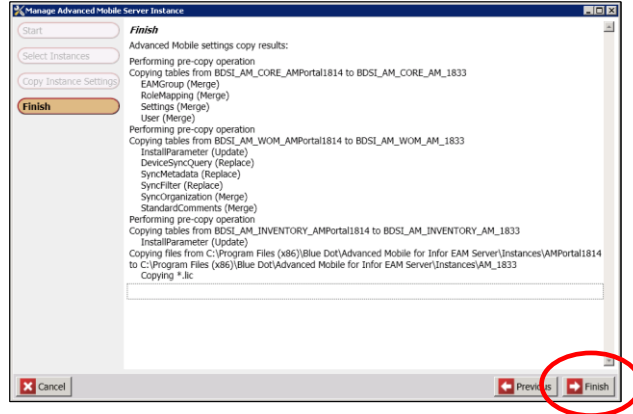 Manage Advanced Mobile Server Instance
Start
Select Instances
Copy Instance Settings
Finish
Finish
Advanced Mobile settings copy results:
Performing pre-copy operation
Copying tables from BDSI_AM_CORE_AMPortal1814 to BDSI_AM_CORE_AM_1833
EAMGroup (Merge)
RoleMapping (Merge)
Settings (Merge)
User (Merge)
Performing pre-copy operation
Copying tables from BDSI_AM_WOM_AMPortal1814 to BDSI_AM_WOM_AM_1833
InstallParameter (Update)
DeviceSyncQuery (Replace)
SyncMetadata (Replace)
SyncFilter (Replace)
SyncOrganization (Merge)
StandardComments (Merge)
Performing pre-copy operation
Copying tables from BDSI_AM_INVENTORY_AMPortal1814 to BDSI_AM_INVENTORY_AM_1833
InstallParameter (Update)
Copying files from C:\Program Files (x86)\Blue Dot\Advanced Mobile for Infor EAM Server\Instances\AMPortal1814
to C:\Program Files (x86)\Blue Dot\Advanced Mobile for Infor EAM Server\Instances\AM_1833
Copying *.lic
Cancel
Previous
Finish